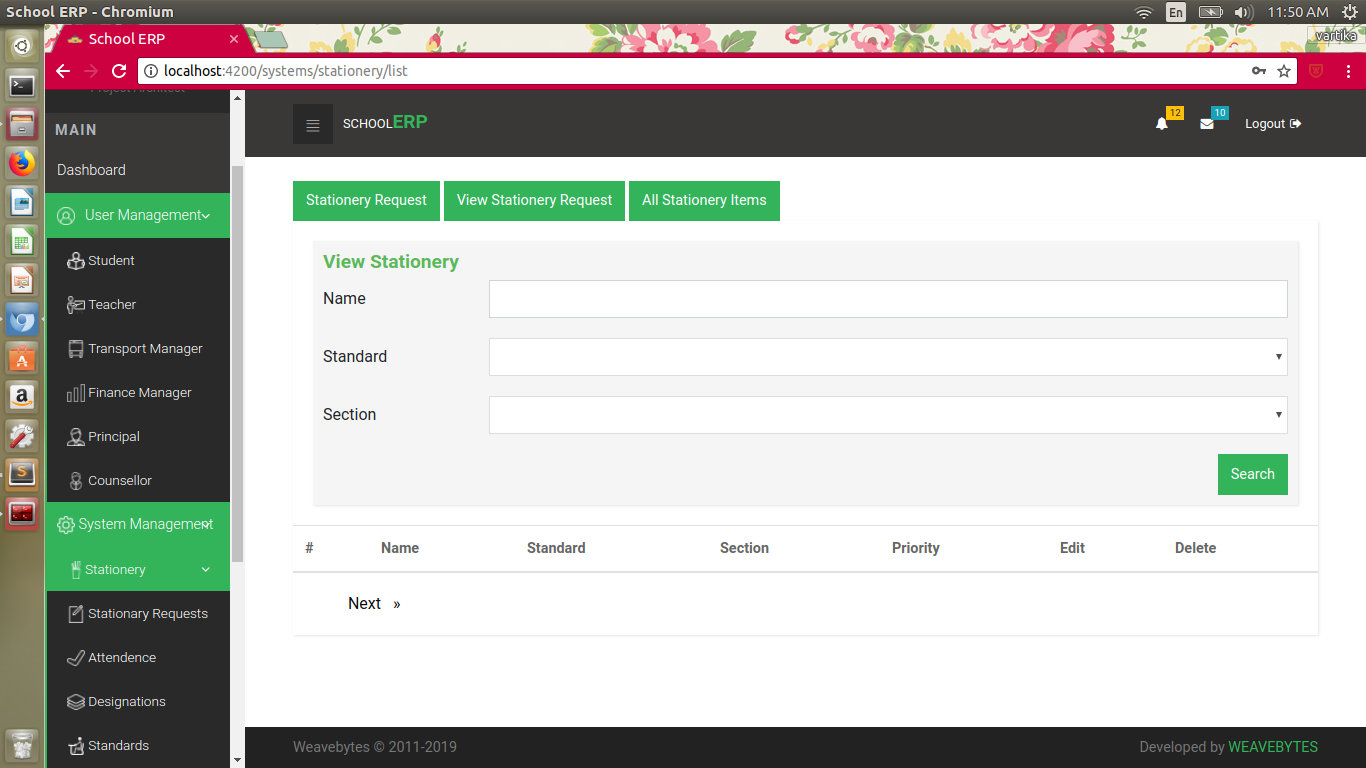 School ERP - Chromium
En
11:50 AM
School ERP
vartika
localhost:4200/systems/stationery/list
Project Architect
MAIN
Dashboard
User Management
Student
Teacher
Transport Manager
Finance Manager
Principal
Counsellor
System Management
Stationery
Stationary Requests
Attendence
Designations
Standards
SCHOOLERP
12
10
Logout
Stationery Request
View Stationery Request
All Stationery Items
View Stationery
Name
Standard
Section
Search
# Name Standard Section Priority Edit Delete
Next »
Weavebytes © 2011-2019
Developed by WEAVEBYTES